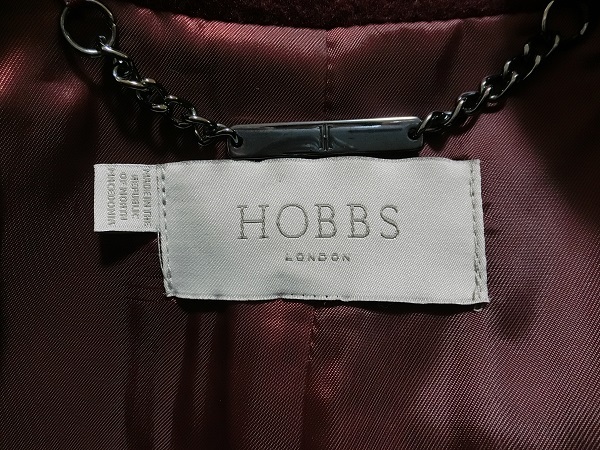 HOBBS
LONDON
MADE IN THE
REPUBLIC
OF NORTH
MACEDONIA